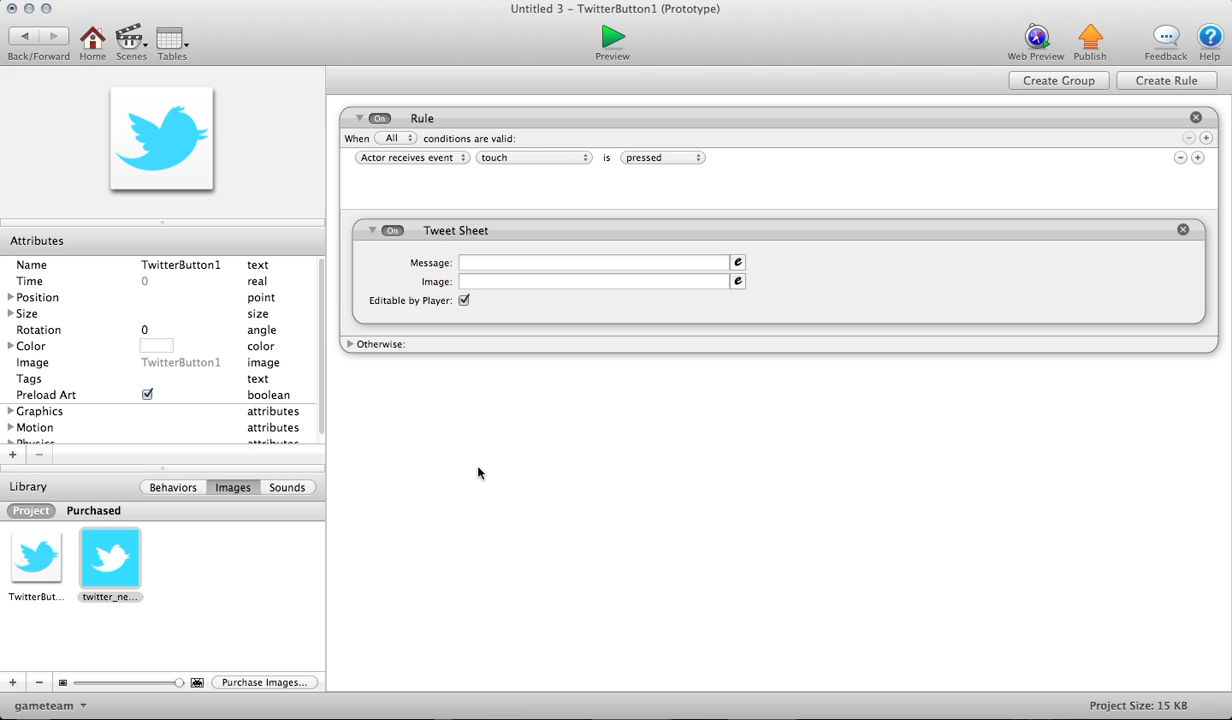 Untitled 3 – TwitterButton1 (Prototype)
Back/Forward Home Scenes Tables Preview Web Preview Publish Feedback Help
Create Group Create Rule
On Rule
When All conditions are valid:
Actor receives event touch is pressed
On Tweet Sheet
Message: e
Image: e
Editable by Player:
Otherwise:
Attributes
Name TwitterButton1 text
Time 0 real
Position point
Size size
Rotation 0 angle
Color color
Image TwitterButton1 image
Tags text
Preload Art boolean
Graphics attributes
Motion attributes
Physics attributes
Library Behaviors Images Sounds
Project Purchased
TwitterBut... twitter_ne...
Purchase Images...
gameteam Project Size: 15 KB